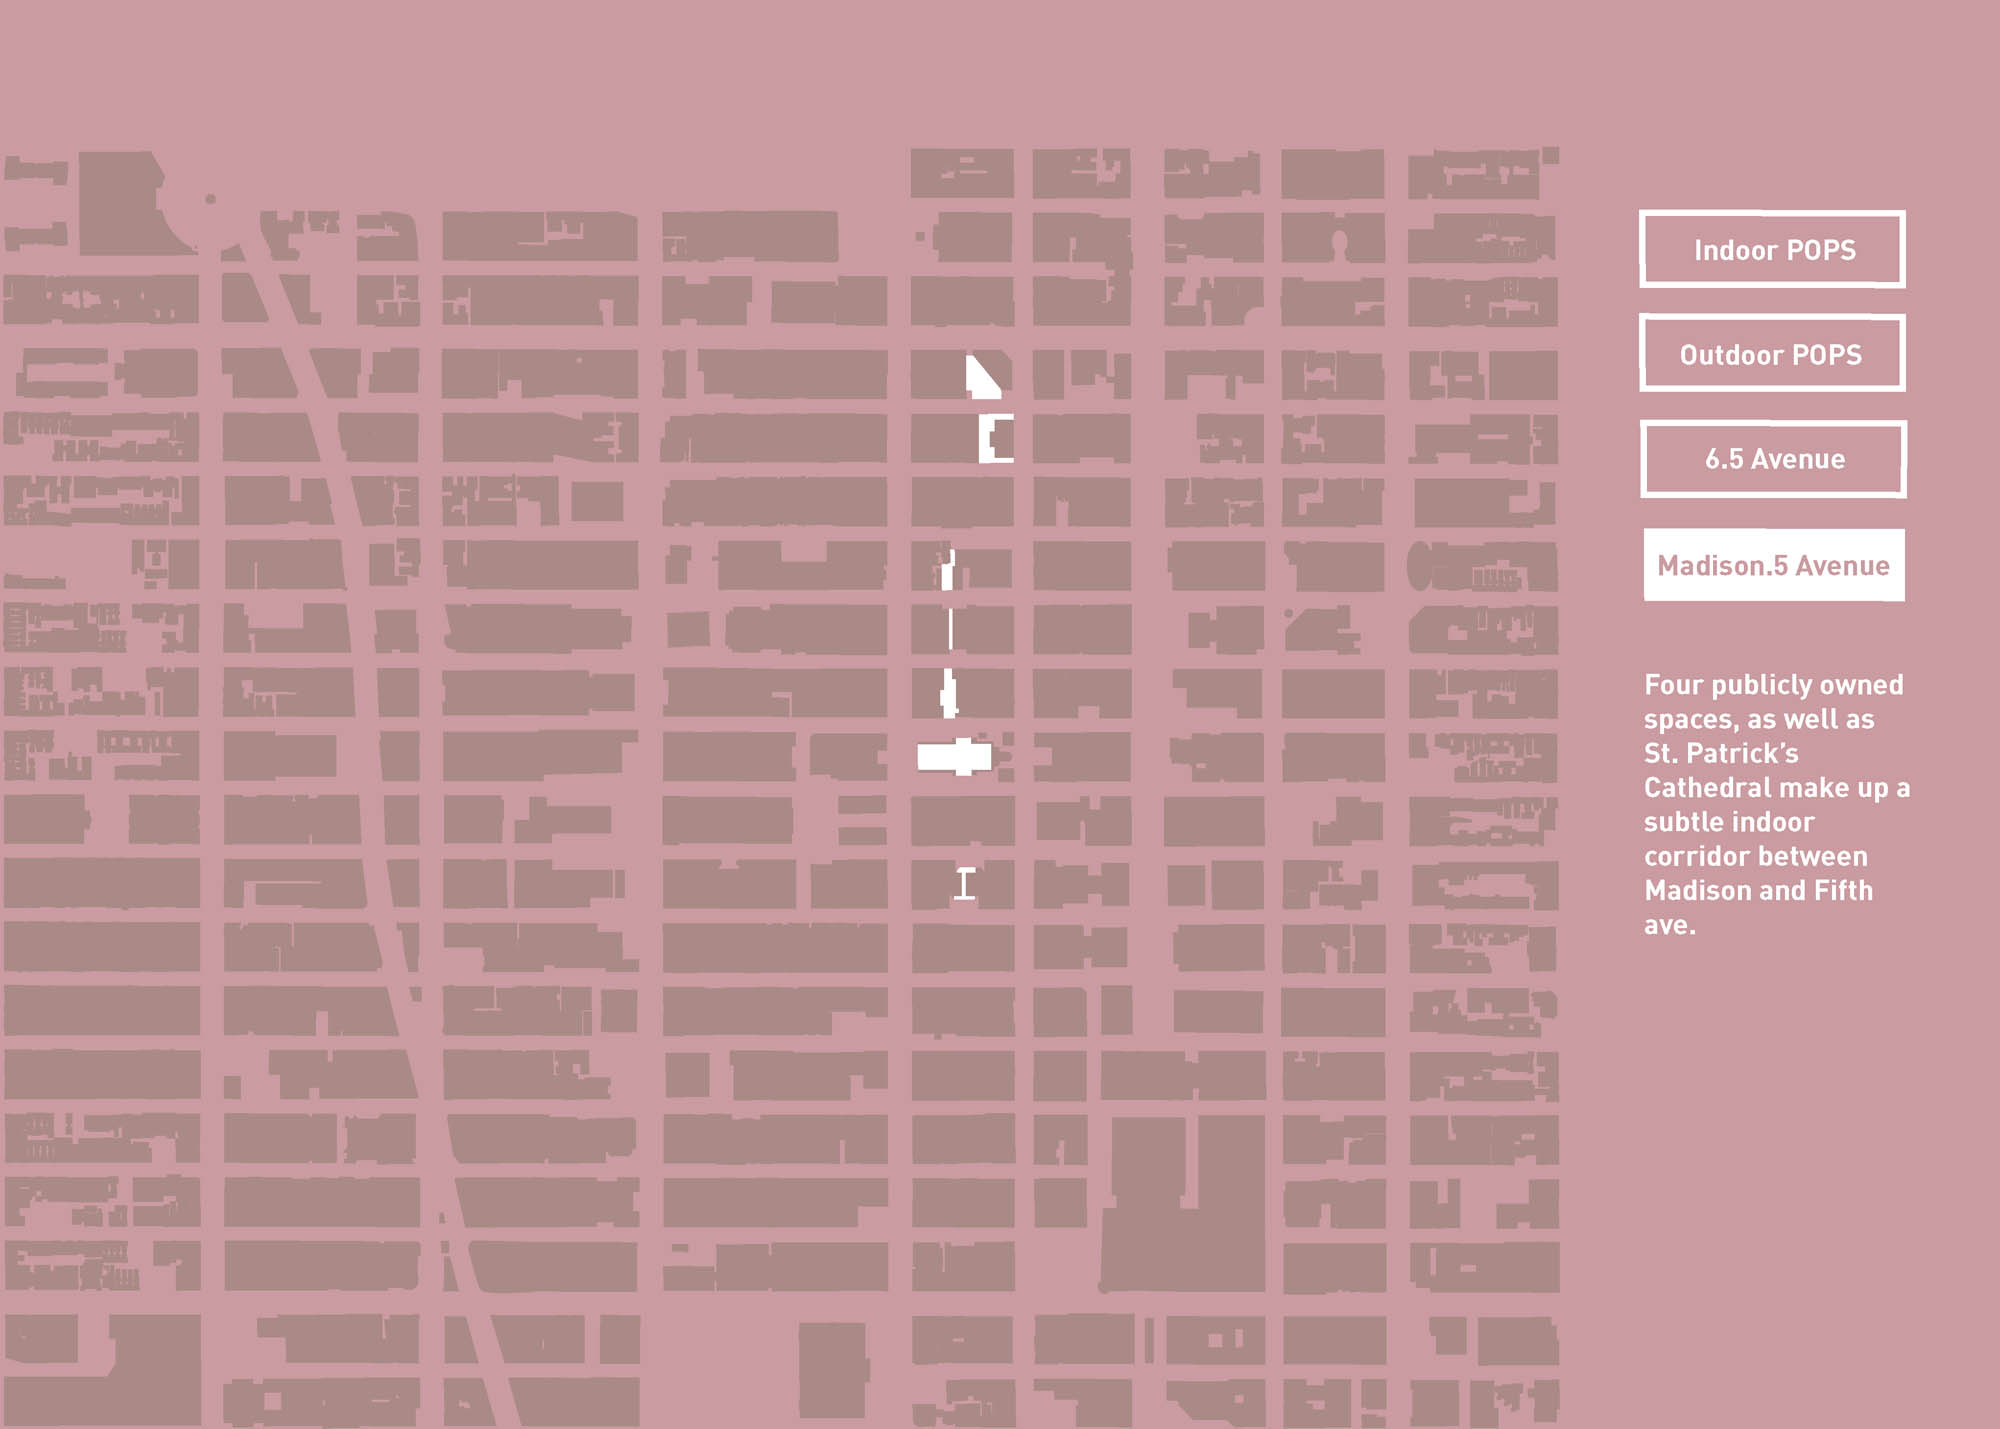 Indoor POPS
Outdoor POPS
6.5 Avenue
Madison.5 Avenue
Four publicly owned
spaces, as well as
St. Patrick's
Cathedral make up a
subtle indoor
corridor between
Madison and Fifth
ave.